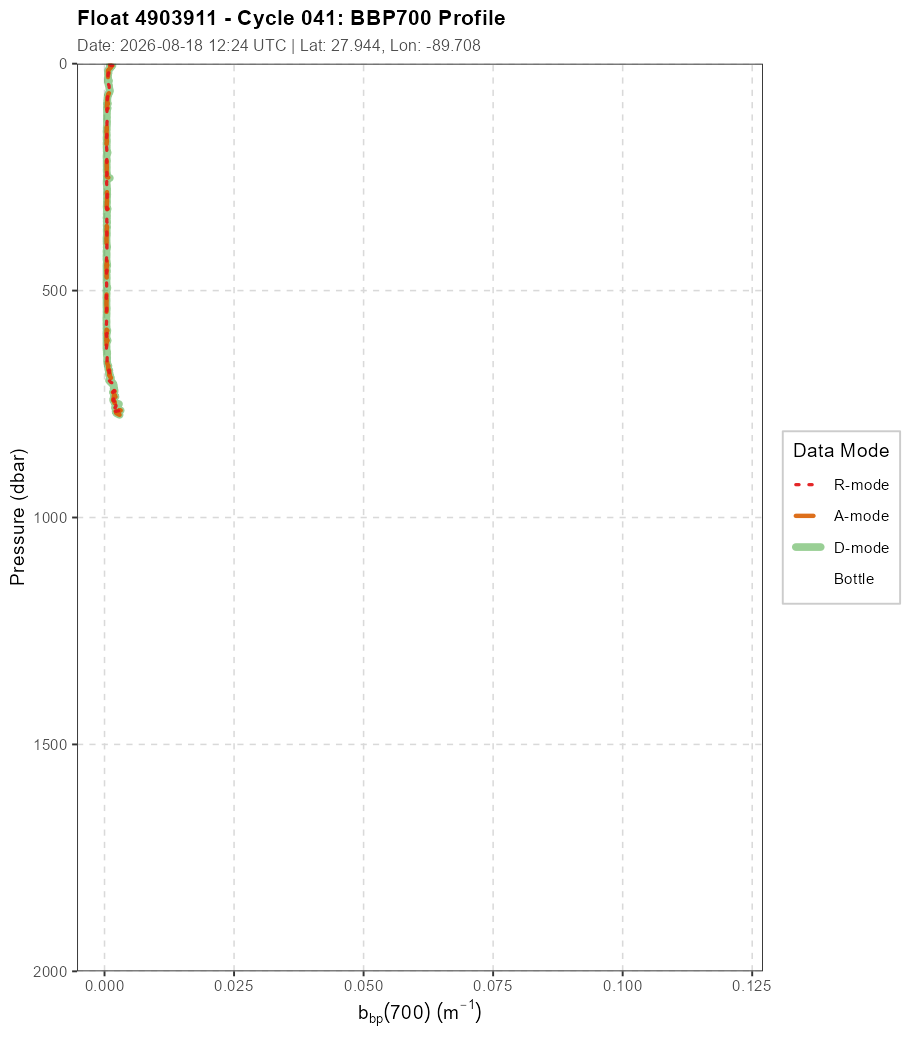 Float 4903911 - Cycle 041: BBP700 Profile
Date: 2026-08-18 12:24 UTC | Lat: 27.944, Lon: -89.708
0
500
1000
1500
2000
Pressure (dbar)
0.000 0.025 0.050 0.075 0.100 0.125
b_bp(700) (m⁻¹)
Data Mode
R-mode
A-mode
D-mode
Bottle